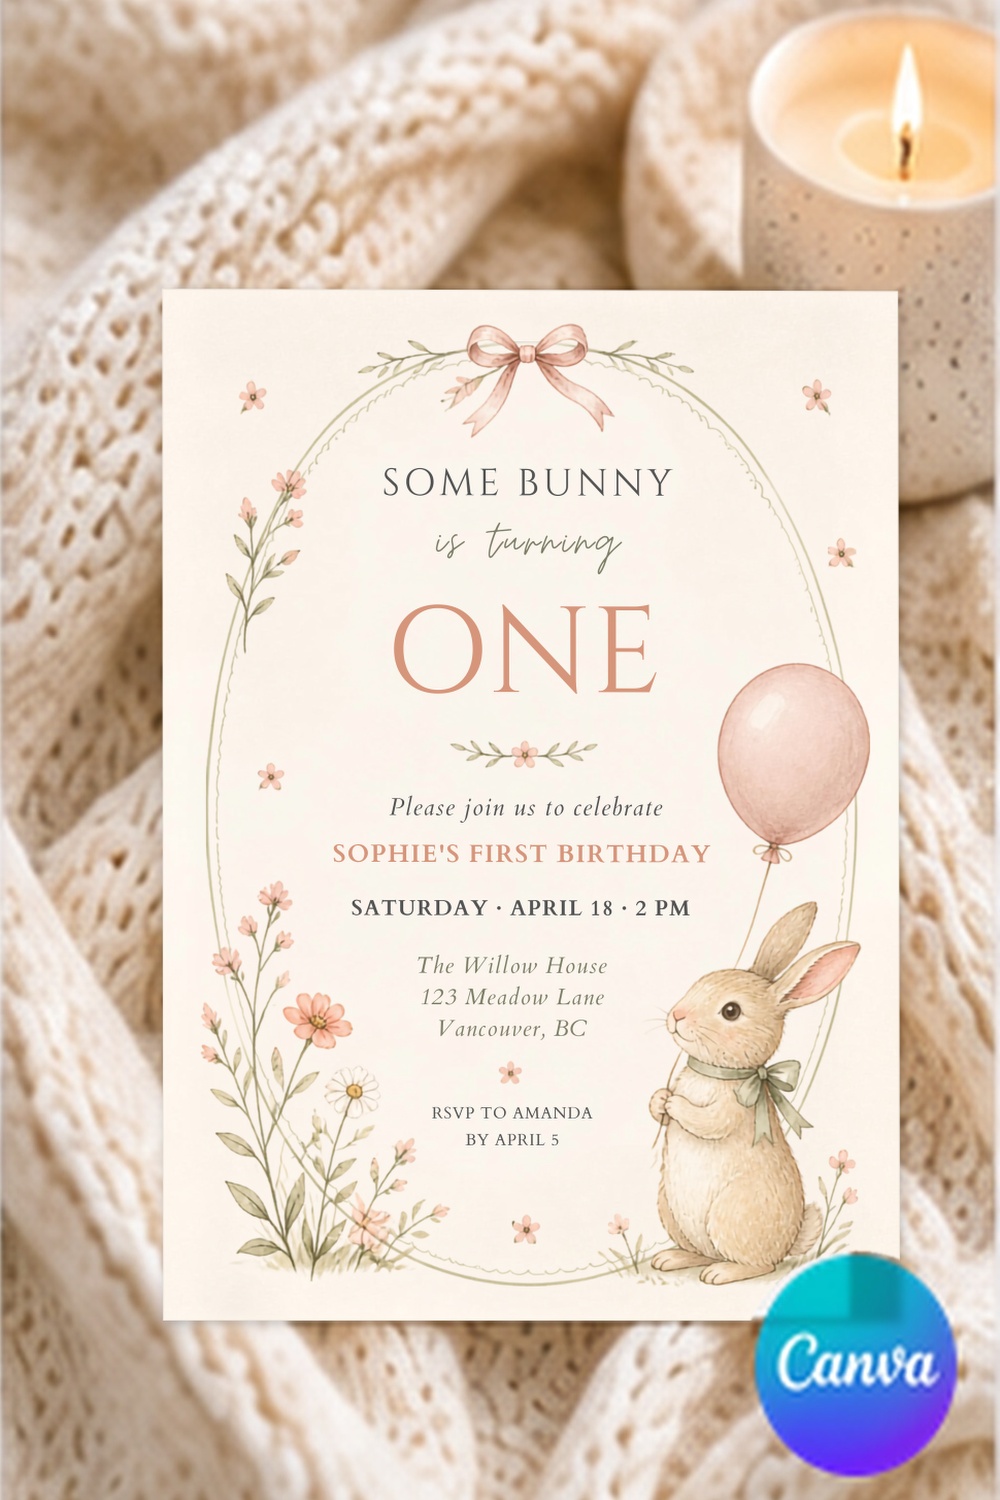 SOME BUNNY
is turning
ONE
Please join us to celebrate
SOPHIE'S FIRST BIRTHDAY
SATURDAY · APRIL 18 · 2 PM
The Willow House
123 Meadow Lane
Vancouver, BC
RSVP TO AMANDA
BY APRIL 5
Canva